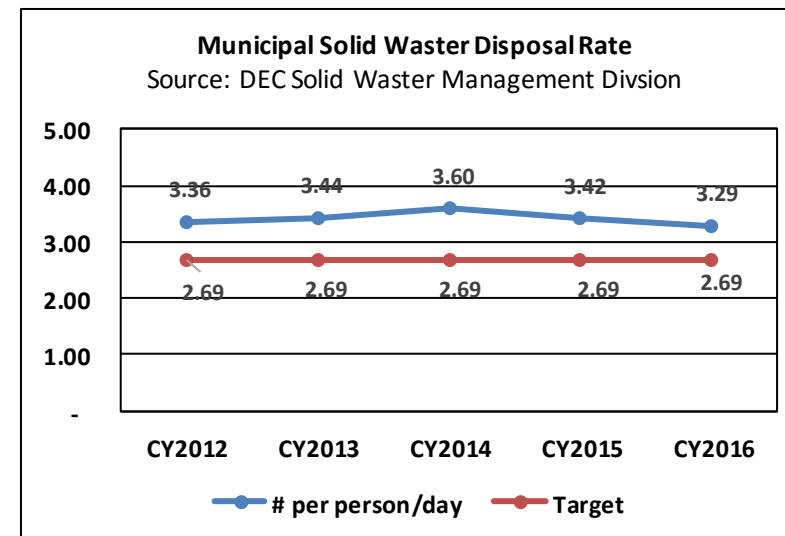 Municipal Solid Waster Disposal Rate
Source: DEC Solid Waster Management Divsion
5.00
4.00
3.00
2.00
1.00
-
3.36 3.44 3.60 3.42 3.29
2.69 2.69 2.69 2.69 2.69
CY2012 CY2013 CY2014 CY2015 CY2016
# per person/day Target